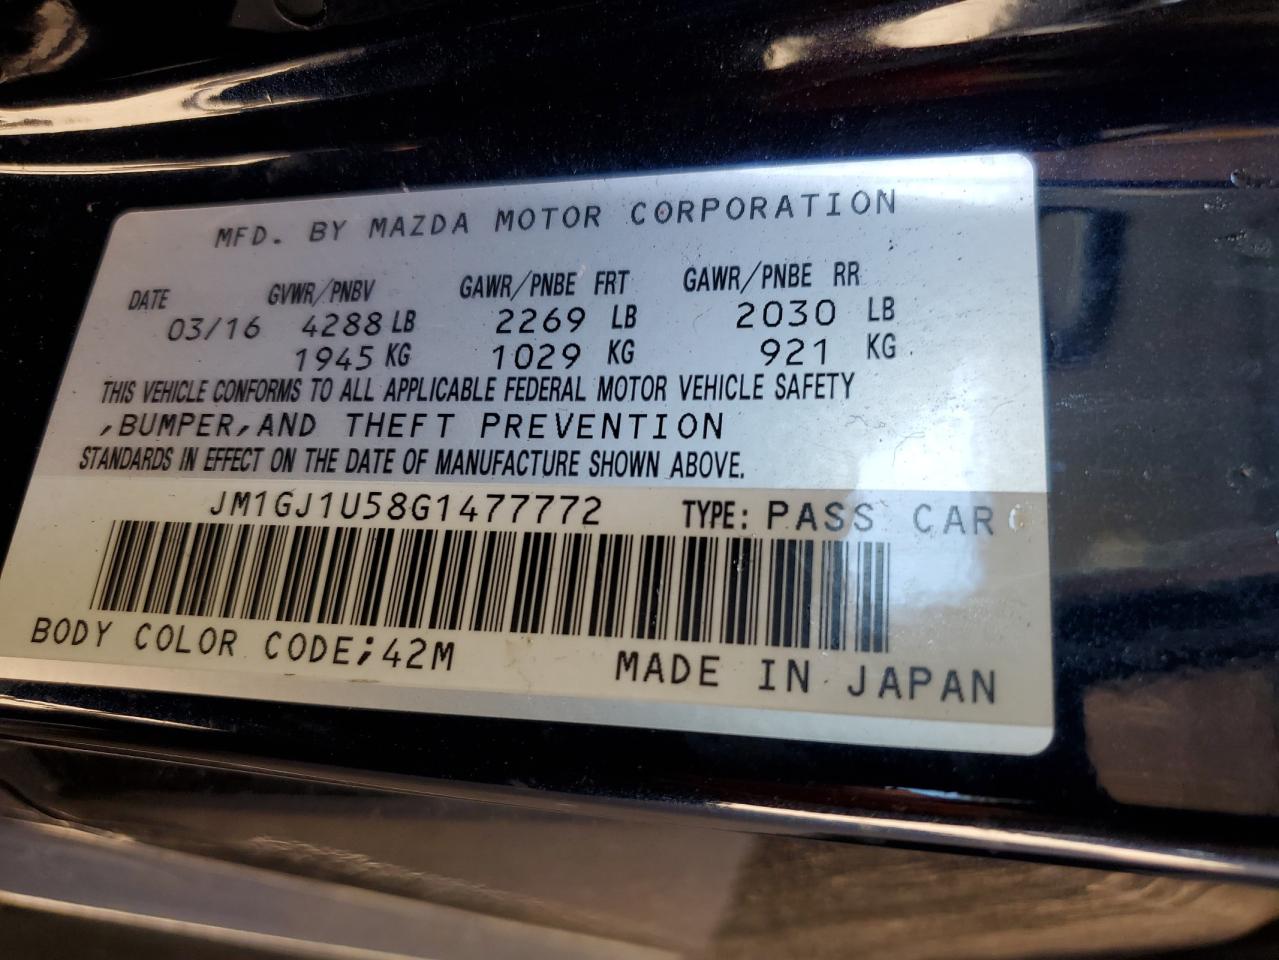 MFD. BY MAZDA MOTOR CORPORATION
DATE GVWR/PNBV GAWR/PNBE FRT GAWR/PNBE RR
03/16 4288 LB 2269 LB 2030 LB
1945 KG 1029 KG 921 KG
THIS VEHICLE CONFORMS TO ALL APPLICABLE FEDERAL MOTOR VEHICLE SAFETY
,BUMPER,AND THEFT PREVENTION
STANDARDS IN EFFECT ON THE DATE OF MANUFACTURE SHOWN ABOVE.
JM1GJ1U58G1477772 TYPE: PASS CAR
BODY COLOR CODE;42M MADE IN JAPAN